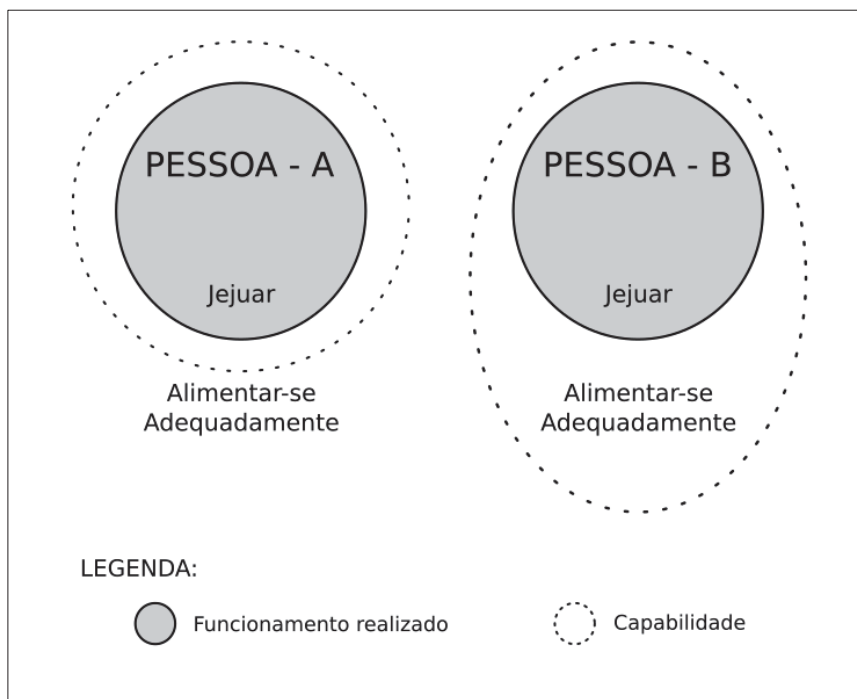 PESSOA - A
Jejuar
Alimentar-se
Adequadamente
PESSOA - B
Jejuar
Alimentar-se
Adequadamente
LEGENDA:
Funcionamento realizado
Capabilidade